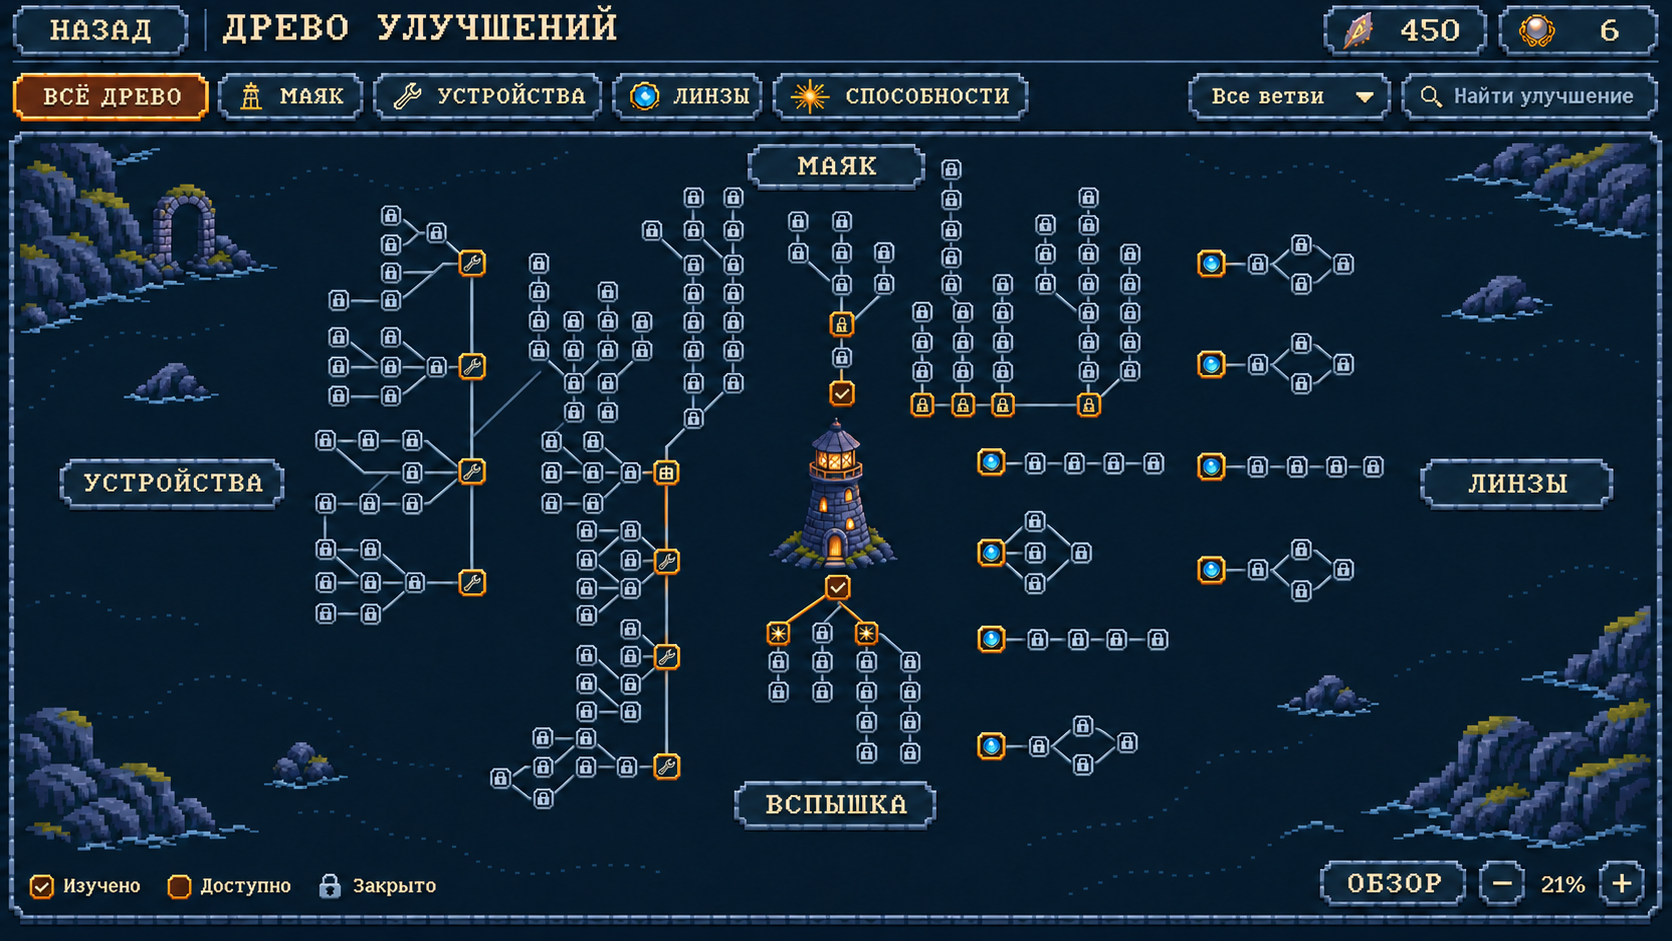 НАЗАД
ДРЕВО УЛУЧШЕНИЙ
450
6
ВСЁ ДРЕВО
МАЯК
УСТРОЙСТВА
ЛИНЗЫ
СПОСОБНОСТИ
Все ветви
Найти улучшение
МАЯК
УСТРОЙСТВА
ЛИНЗЫ
ВСПЫШКА
Изучено
Доступно
Закрыто
ОБЗОР
− 21% +